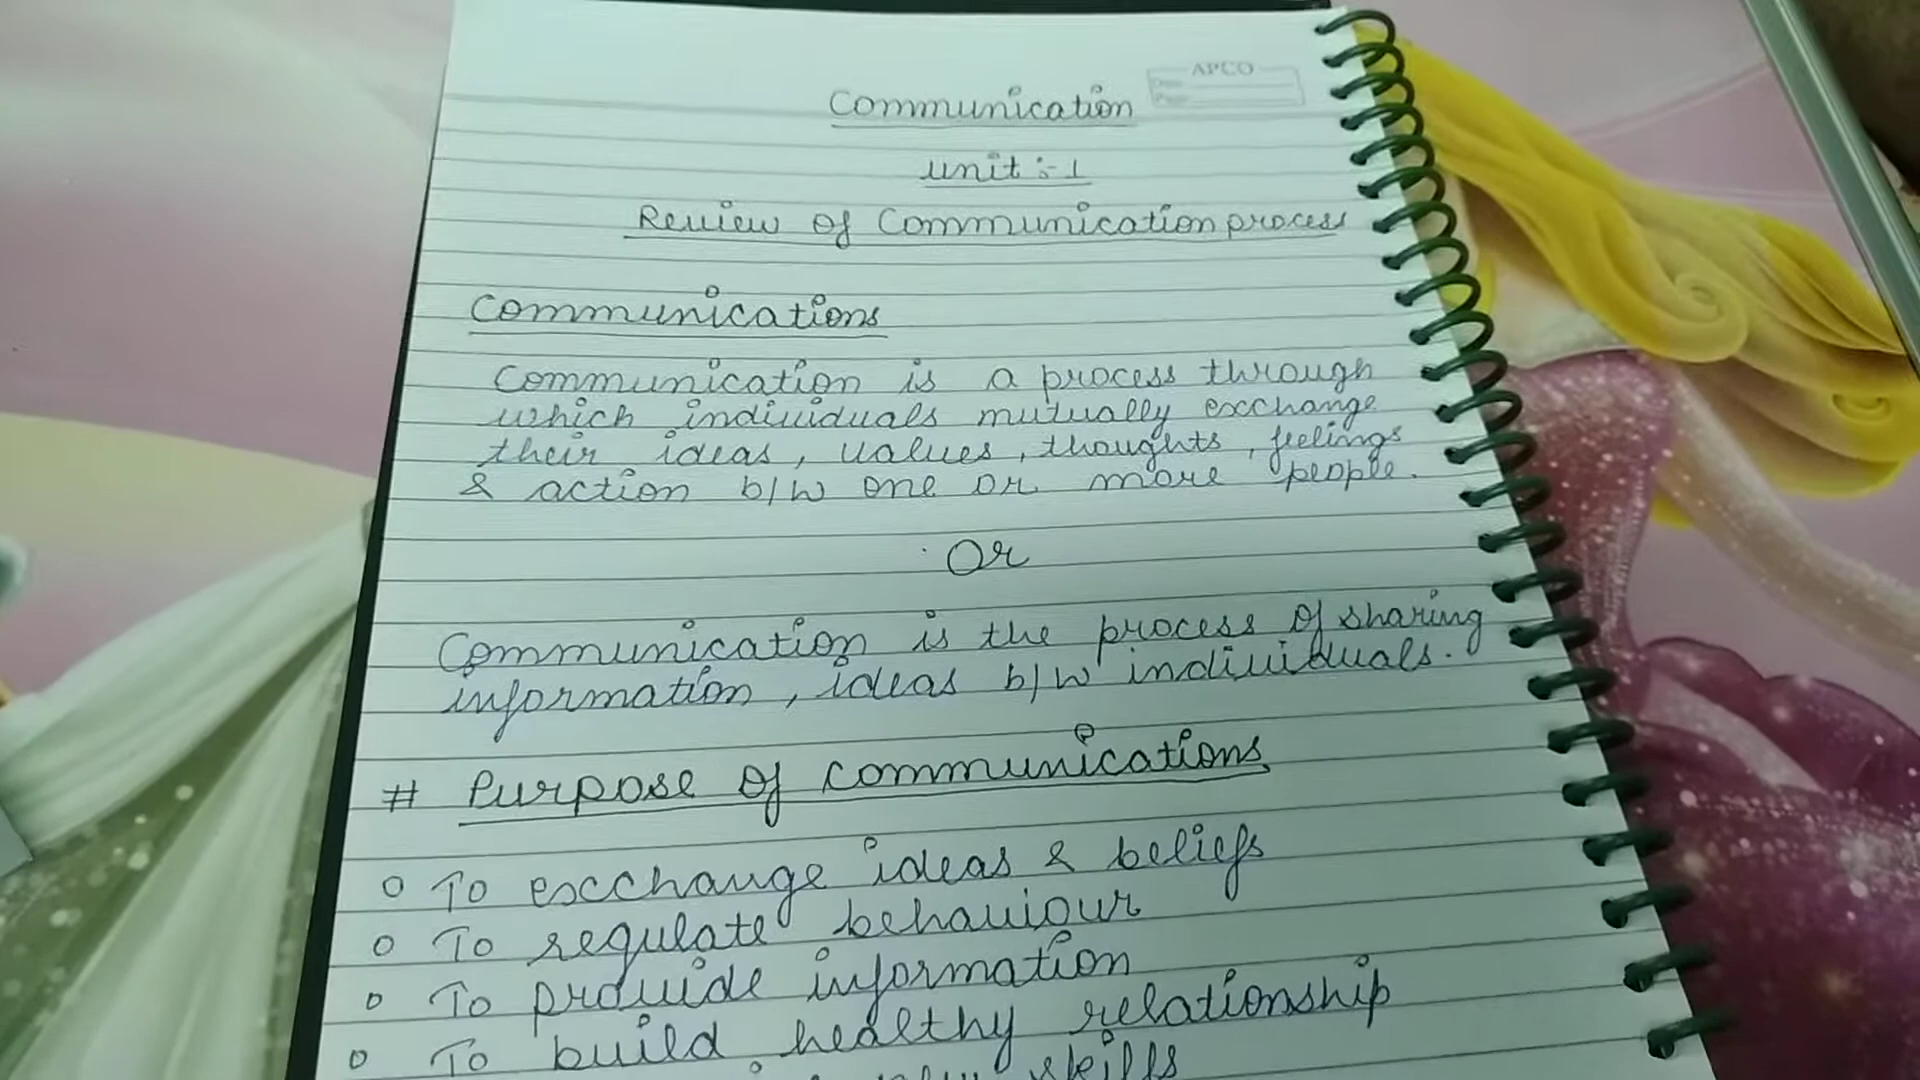 APCO
Communication
Unit :- 1
Review of Communication process
Communications
Communication is a process through
which individuals mutually exchange
their ideas, values, thoughts, feelings
& action b/w one or more people.
Or
Communication is the process of sharing
information, ideas b/w individuals.
# Purpose of communications
o To exchange ideas & beliefs
o To regulate behaviour
o To provide information
o To build healthy relationship
skills